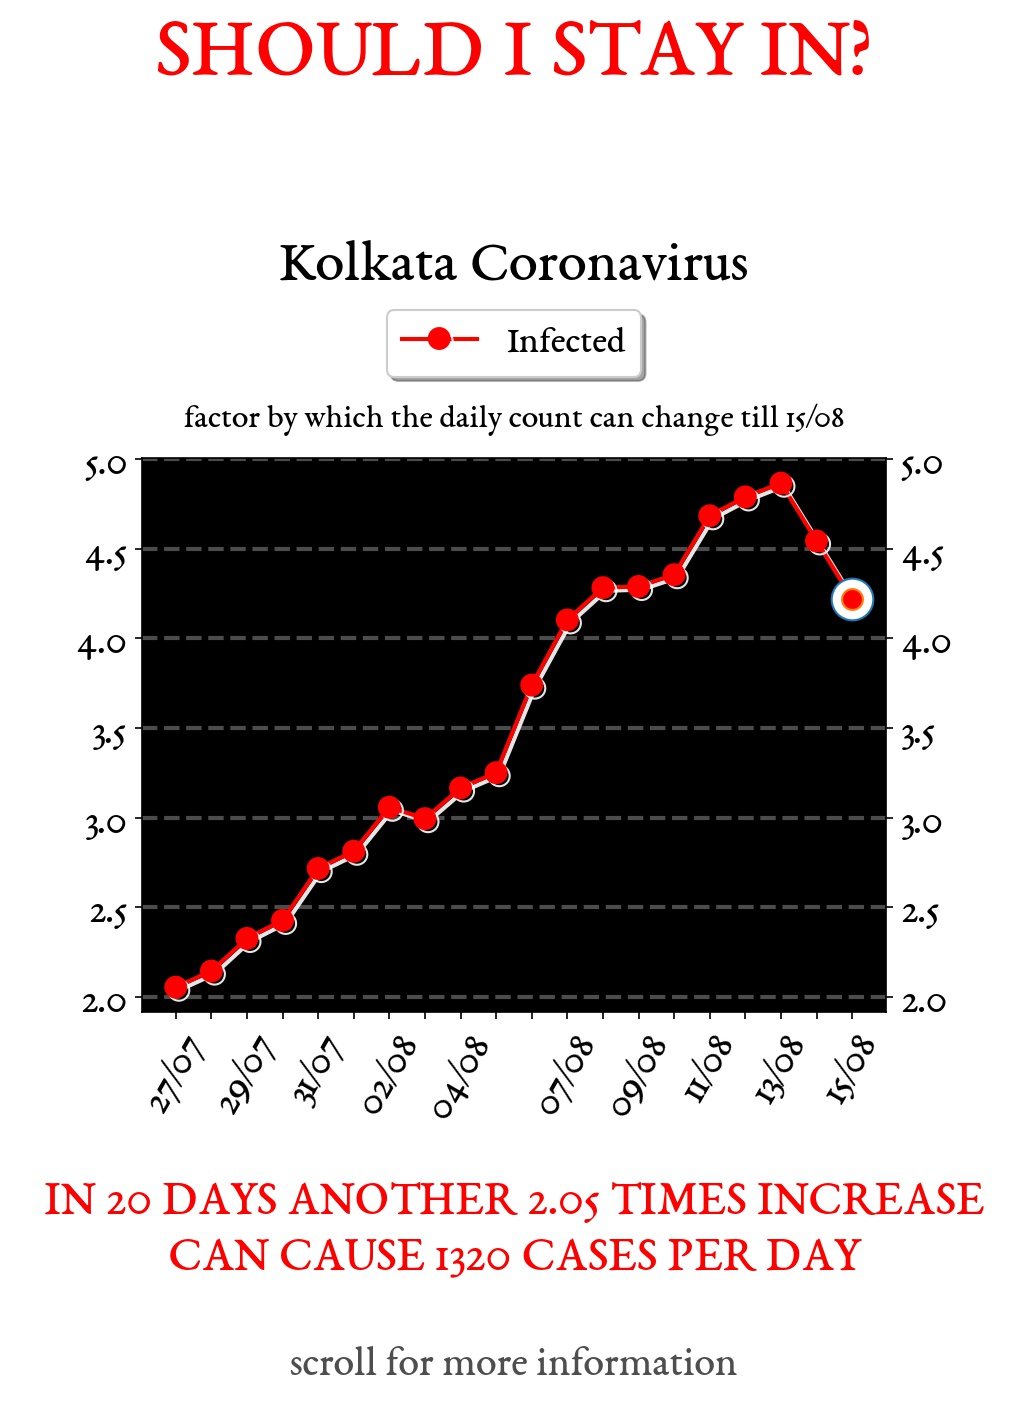 SHOULD I STAY IN?
Kolkata Coronavirus
Infected
factor by which the daily count can change till 15/08
5.0 5.0
4.5 4.5
4.0 4.0
3.5 3.5
3.0 3.0
2.5 2.5
2.0 2.0
27/07 29/07 31/07 02/08 04/08 07/08 09/08 11/08 13/08 15/08
IN 20 DAYS ANOTHER 2.05 TIMES INCREASE
CAN CAUSE 1320 CASES PER DAY
scroll for more information